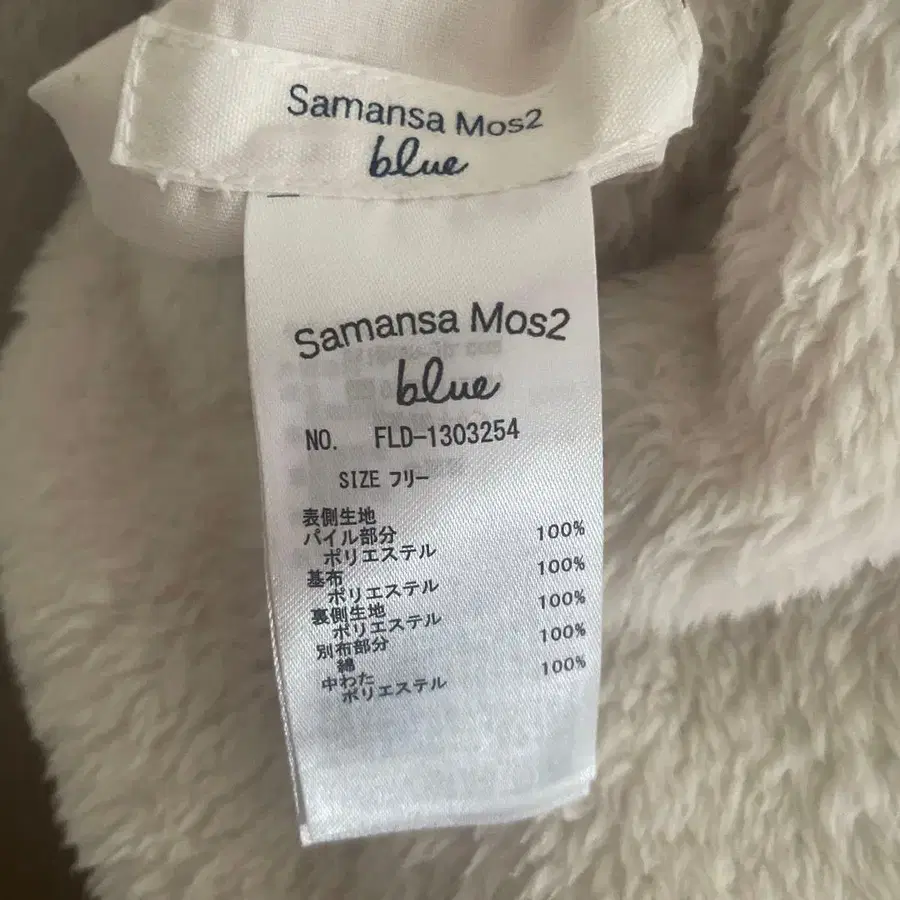 Samansa Mos2
blue
Samansa Mos2
blue
NO. FLD-1303254
SIZE フリー
表側生地
パイル部分
ポリエステル 100%
基布
ポリエステル 100%
裏側生地
ポリエステル 100%
別布部分
綿 100%
中わた
ポリエステル 100%